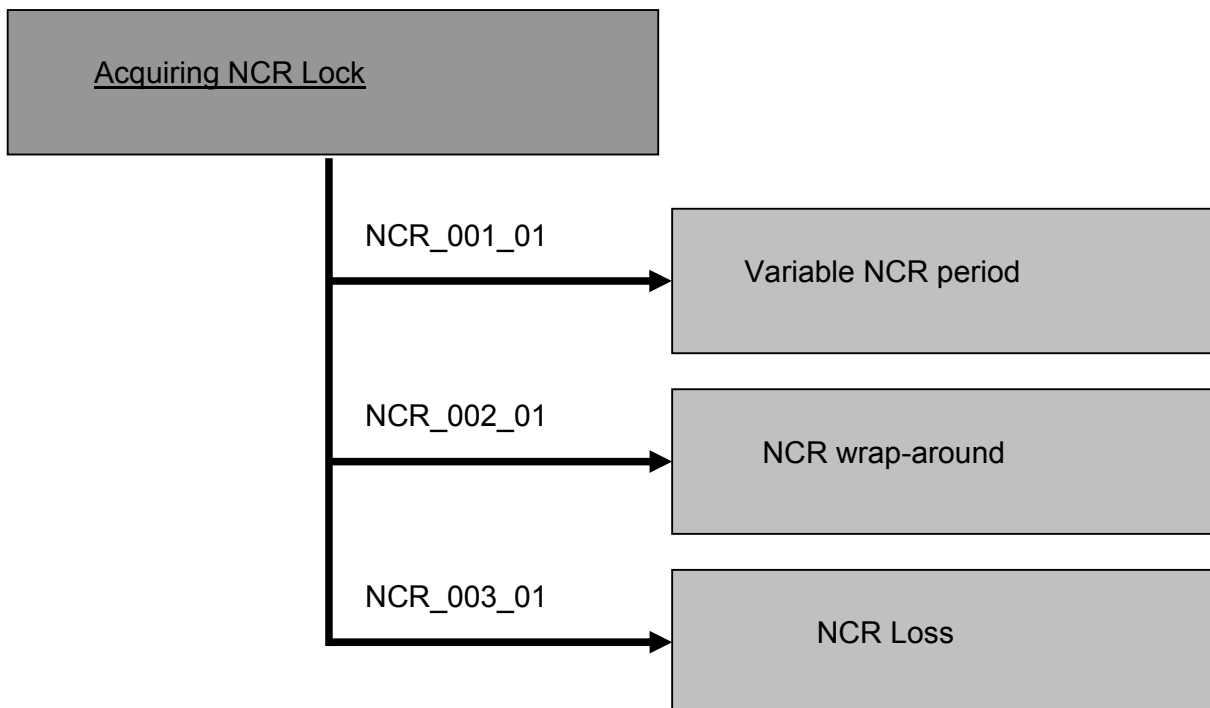 Acquiring NCR Lock
NCR_001_01
Variable NCR period
NCR_002_01
NCR wrap-around
NCR_003_01
NCR Loss